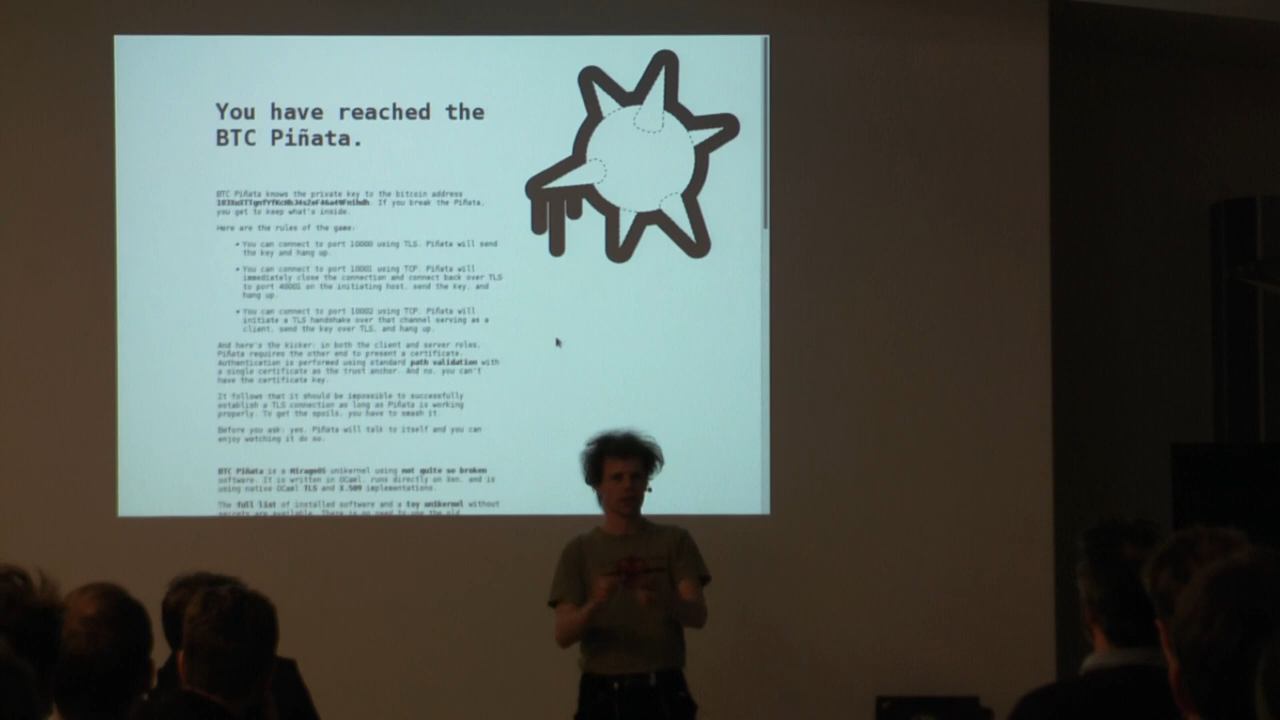 You have reached the
BTC Piñata.
BTC Piñata knows the private key to the bitcoin address
If you break the Piñata,
you get to keep what's inside.
Here are the rules of the game:
• You can connect to port 10000 using TLS. Piñata will send
the key and hang up.
• You can connect to port 10001 using TCP. Piñata will
immediately close the connection and connect back over TLS
to port 40001 on the initiating host, send the key, and
hang up.
• You can connect to port 10002 using TCP. Piñata will
initiate a TLS handshake over that channel serving as a
client, send the key over TLS, and hang up.
And here's the kicker: in both the client and server roles,
Piñata requires the other end to present a certificate.
Authentication is performed using standard path validation with
a single certificate as the trust anchor. And no, you can't
have the certificate key.
It follows that it should be impossible to successfully
establish a TLS connection as long as Piñata is working
properly. To get the spoils, you have to smash it.
Before you ask: yes, Piñata will talk to itself and you can
enjoy watching it do so.
BTC Piñata is a MirageOS unikernel using not quite so broken
software. It is written in OCaml, runs directly on Xen, and is
using native OCaml TLS and X.509 implementations.
The full list of installed software and a toy unikernel without
secrets are available. There is no need to use the old